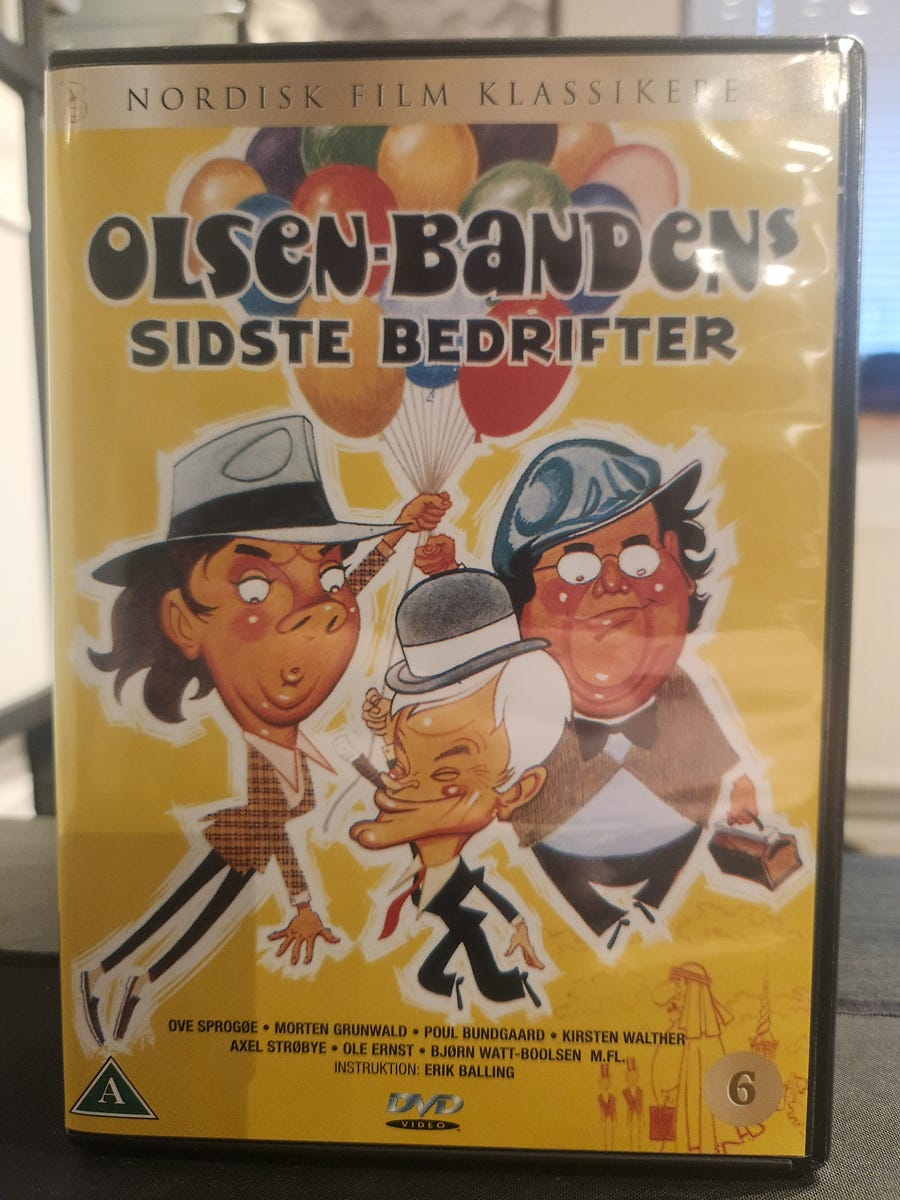 NORDISK FILM KLASSIKERE
OLSEN-BANDENS
SIDSTE BEDRIFTER
OVE SPROGØE • MORTEN GRUNWALD • POUL BUNDGAARD • KIRSTEN WALTHER
AXEL STRØBYE • OLE ERNST • BJØRN WATT-BOOLSEN M.FL.
INSTRUKTION: ERIK BALLING
A
DVD
VIDEO
6